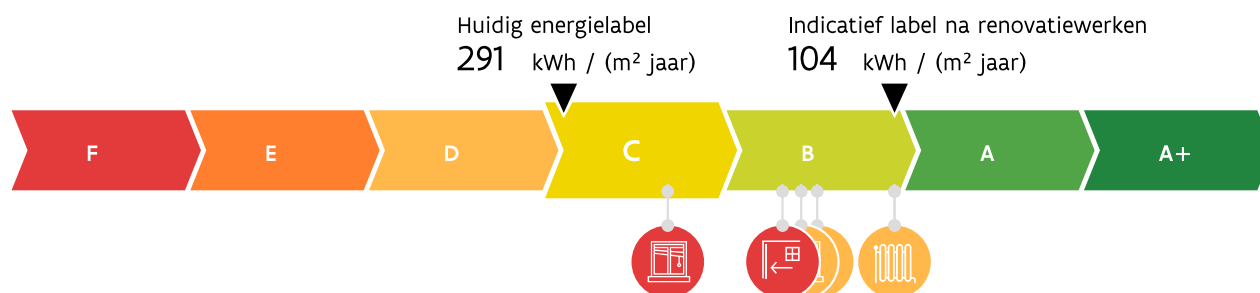 Huidig energielabel
291 kWh / (m² jaar)
Indicatief label na renovatiewerken
104 kWh / (m² jaar)
F
E
D
C
B
A
A+